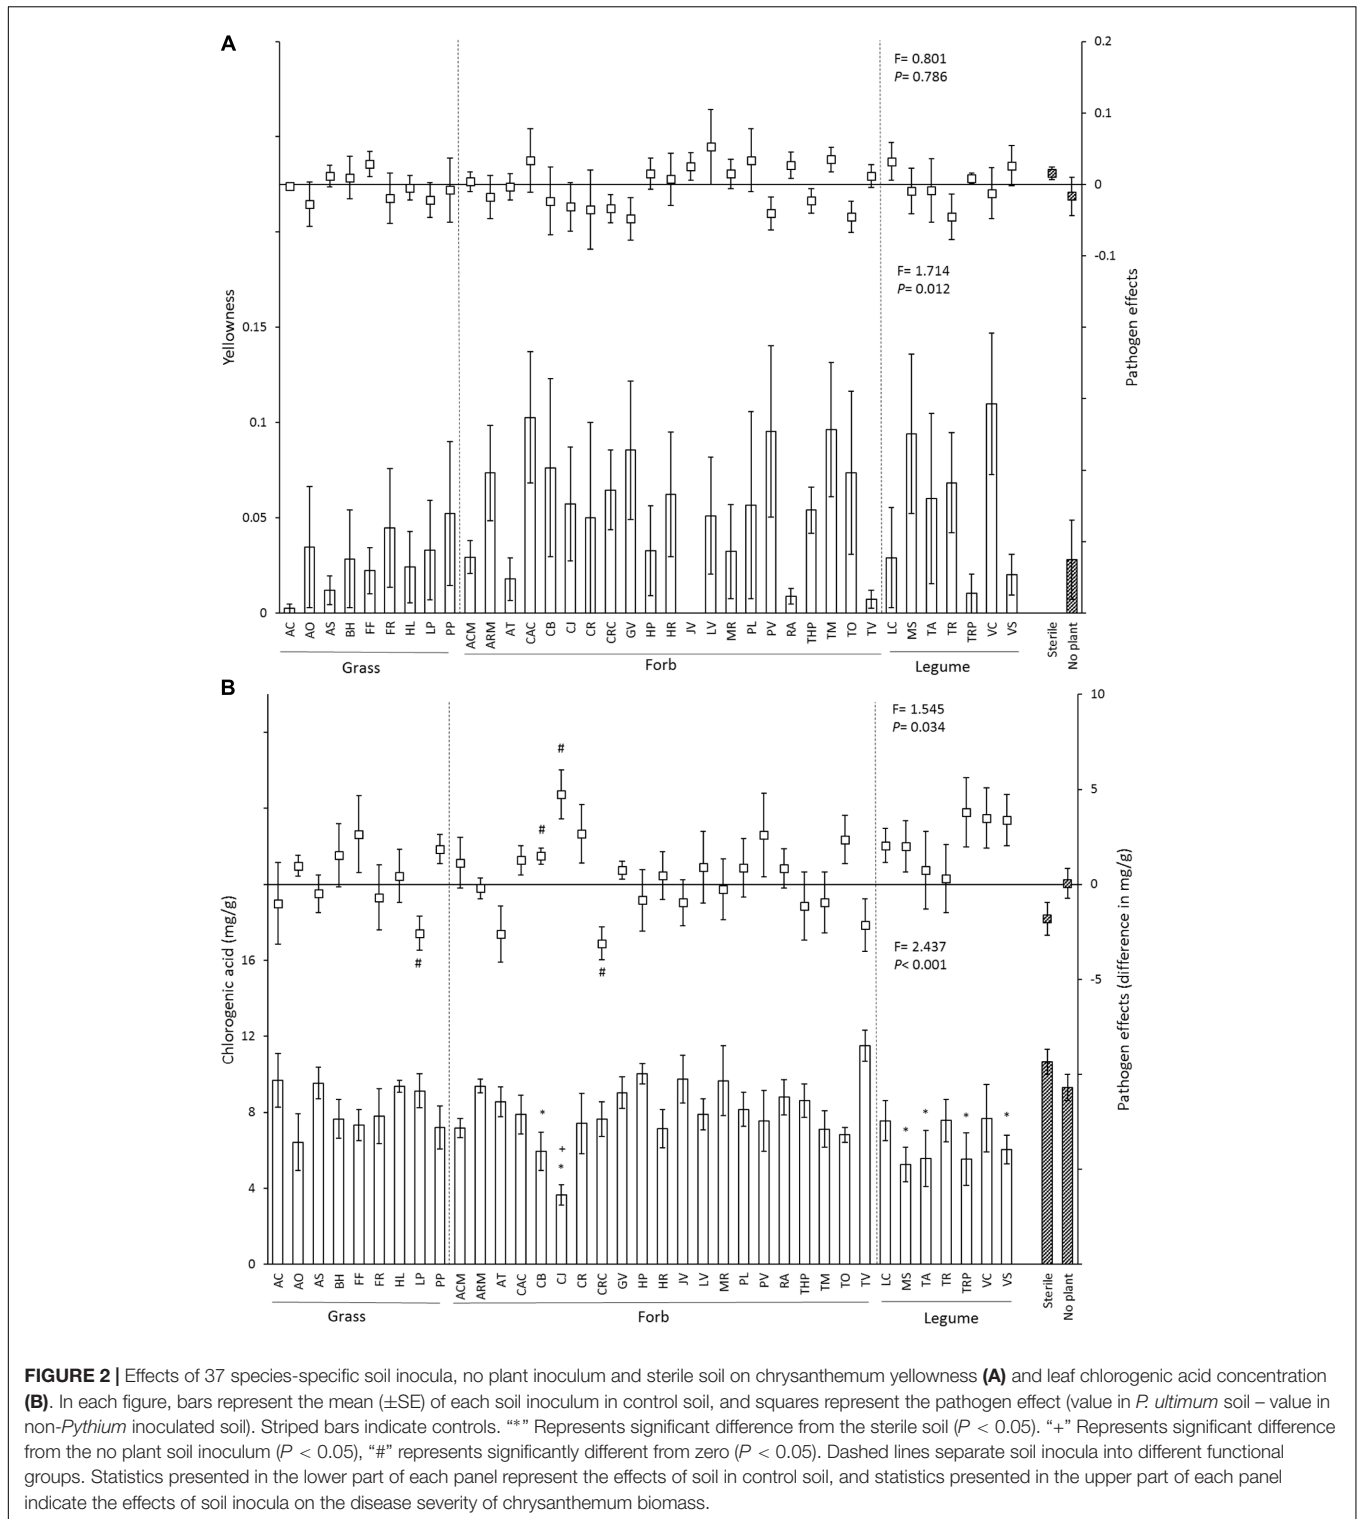 A
0.2
F= 0.801
P= 0.786
0.1
0
-0.1
F= 1.714
P= 0.012
Yellowness
Pathogen effects
0.15
0.1
0.05
0
AC AO AS BH FF FR HL LP PP ACM ARM AT CAC CB CJ CR CRC GV HP HR JV LV MR PL PV RA THP TM TO TV LC MS TA TR TRP VC VS Sterile No plant
Grass Forb Legume
B
10
F= 1.545
P= 0.034
#
5
#
0
#
#
F= 2.437
P< 0.001
-5
Chlorogenic acid (mg/g)
Pathogen effects (difference in mg/g)
16
12
8
4
0
*
+
*
*
*
*
*
AC AO AS BH FF FR HL LP PP ACM ARM AT CAC CB CJ CR CRC GV HP HR JV LV MR PL PV RA THP TM TO TV LC MS TA TR TRP VC VS Sterile No plant
Grass Forb Legume
FIGURE 2 | Effects of 37 species-specific soil inocula, no plant inoculum and sterile soil on chrysanthemum yellowness (A) and leaf chlorogenic acid concentration
(B). In each figure, bars represent the mean (±SE) of each soil inoculum in control soil, and squares represent the pathogen effect (value in P. ultimum soil – value in
non-Pythium inoculated soil). Striped bars indicate controls. “*” Represents significant difference from the sterile soil (P < 0.05). “+” Represents significant difference
from the no plant soil inoculum (P < 0.05), “#” represents significantly different from zero (P < 0.05). Dashed lines separate soil inocula into different functional
groups. Statistics presented in the lower part of each panel represent the effects of soil in control soil, and statistics presented in the upper part of each panel
indicate the effects of soil inocula on the disease severity of chrysanthemum biomass.